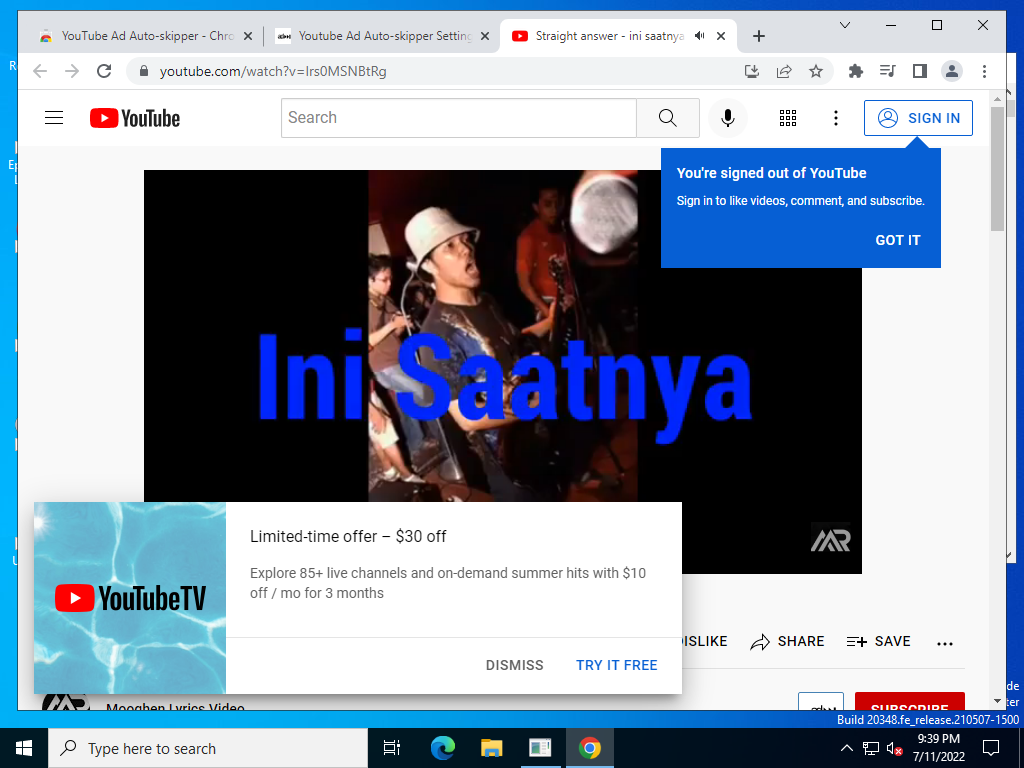 YouTube Ad Auto-skipper - Chro
Youtube Ad Auto-skipper Setting
Straight answer - ini saatnya
youtube.com/watch?v=Irs0MSNBtRg
YouTube
Search
SIGN IN
You're signed out of YouTube
Sign in to like videos, comment, and subscribe.
GOT IT
Ini Saatnya
MR
YouTubeTV
Limited-time offer – $30 off
Explore 85+ live channels and on-demand summer hits with $10
off / mo for 3 months
DISMISS
TRY IT FREE
DISLIKE
SHARE
SAVE
Mooghen Lyrics Video
SUBSCRIBE
Build 20348.fe_release.210507-1500
Type here to search
9:39 PM
7/11/2022